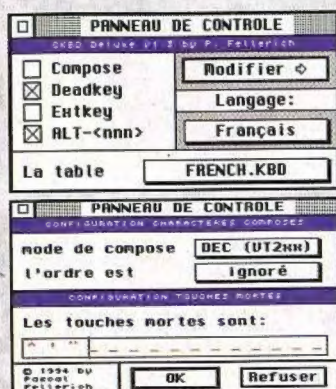 PANNEAU DE CONTROLE
CKBD Deluxe V1.3 by P. Fellerich
Compose
Deadkey
Extkey
ALT-<nnn>
Modifier
Langage:
Français
La table
FRENCH.KBD
PANNEAU DE CONTROLE
CONFIGURATION CHARACTERES COMPOSES
mode de compose
DEC (VT2xx)
l'ordre est
ignoré
CONFIGURATION TOUCHES MORTES
Les touches mortes sont:
© 1994 by
Pascal
Fellerich
OK
Refuser